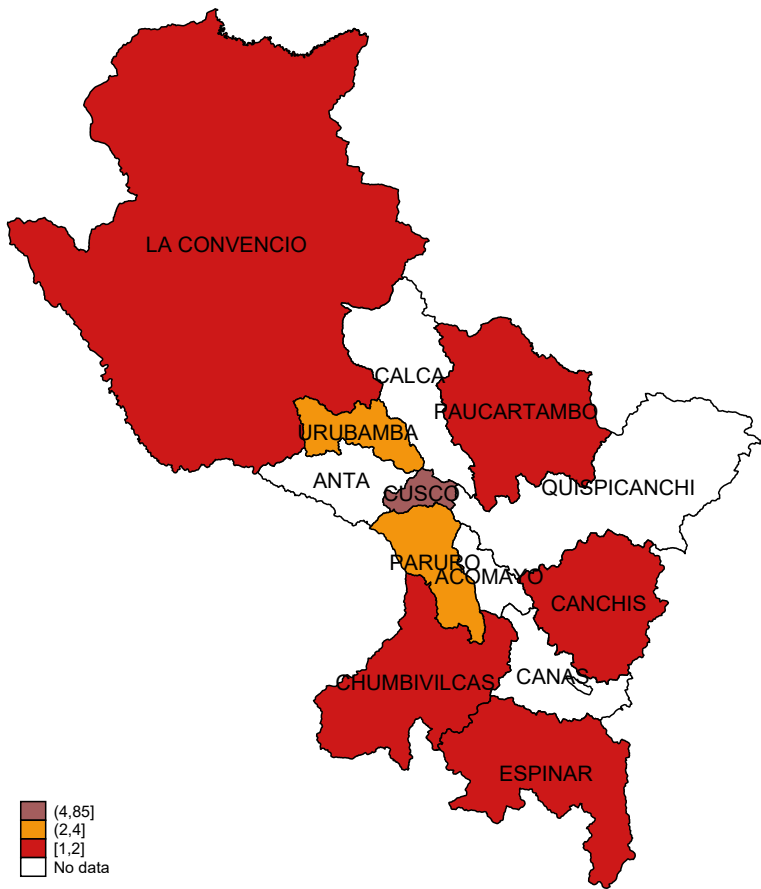 LA CONVENCIO
CALCA
PAUCARTAMBO
URUBAMBA
ANTA
QUISPICANCHI
CUSCO
PARURO
ACOMAYO
CANCHIS
CANAS
CHUMBIVILCAS
ESPINAR
(4,85]
(2,4]
[1,2]
No data